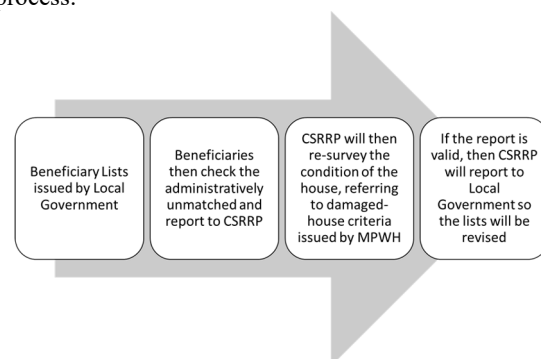 process:
Beneficiary Lists
issued by Local
Government
Beneficiaries
then check the
administratively
unmatched and
report to CSRRP
CSRRP will then
re-survey the
condition of the
house, referring
to damaged-
house criteria
issued by MPWH
If the report is
valid, then CSRRP
will report to
Local
Government so
the lists will be
revised